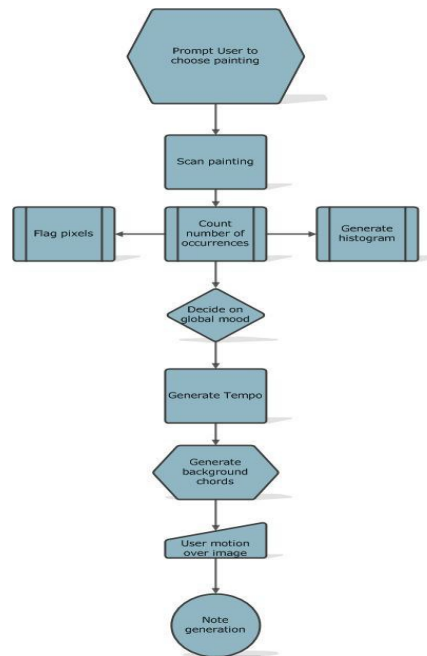 Prompt User to
choose painting
Scan painting
Flag pixels
Count
number of
occurrences
Generate
histogram
Decide on
global mood
Generate Tempo
Generate
background
chords
User motion
over image
Note
generation